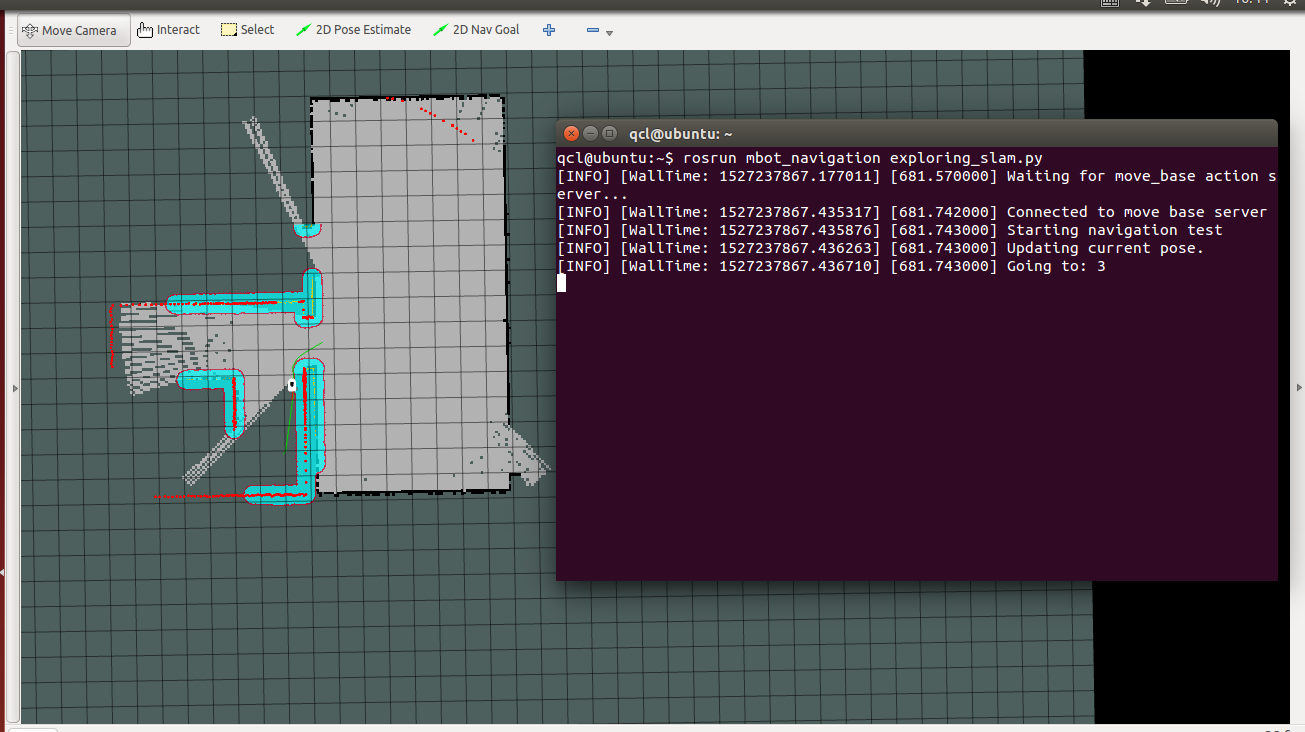 Move Camera Interact Select 2D Pose Estimate 2D Nav Goal
qcl@ubuntu: ~
qcl@ubuntu:~$ rosrun mbot_navigation exploring_slam.py
[INFO] [WallTime: 1527237867.177011] [681.570000] Waiting for move_base action s
erver...
[INFO] [WallTime: 1527237867.435317] [681.742000] Connected to move base server
[INFO] [WallTime: 1527237867.435876] [681.743000] Starting navigation test
[INFO] [WallTime: 1527237867.436263] [681.743000] Updating current pose.
[INFO] [WallTime: 1527237867.436710] [681.743000] Going to: 3